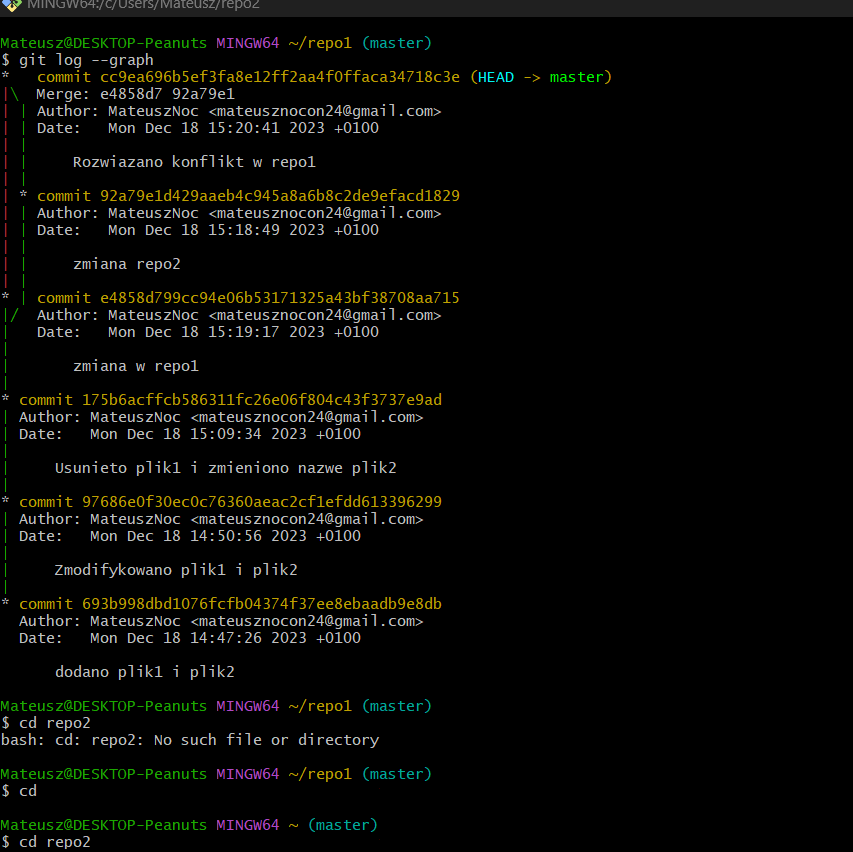 MINGW64:/c/Users/Mateusz/repo2
Mateusz@DESKTOP-Peanuts MINGW64 ~/repo1 (master)
$ git log --graph
*   commit cc9ea696b5ef3fa8e12ff2aa4f0ffaca34718c3e (HEAD -> master)
|\  Merge: e4858d7 92a79e1
| | Author: MateuszNoc <mateusznocon24@gmail.com>
| | Date:   Mon Dec 18 15:20:41 2023 +0100
| |
| |     Rozwiazano konflikt w repo1
| |
| * commit 92a79e1d429aaeb4c945a8a6b8c2de9efacd1829
| | Author: MateuszNoc <mateusznocon24@gmail.com>
| | Date:   Mon Dec 18 15:18:49 2023 +0100
| |
| |     zmiana repo2
| |
* | commit e4858d799cc94e06b53171325a43bf38708aa715
|/  Author: MateuszNoc <mateusznocon24@gmail.com>
|   Date:   Mon Dec 18 15:19:17 2023 +0100
|
|       zmiana w repo1
|
* commit 175b6acffcb586311fc26e06f804c43f3737e9ad
| Author: MateuszNoc <mateusznocon24@gmail.com>
| Date:   Mon Dec 18 15:09:34 2023 +0100
|
|     Usunieto plik1 i zmieniono nazwe plik2
|
* commit 97686e0f30ec0c76360aeac2cf1efdd613396299
| Author: MateuszNoc <mateusznocon24@gmail.com>
| Date:   Mon Dec 18 14:50:56 2023 +0100
|
|     Zmodifykowano plik1 i plik2
|
* commit 693b998dbd1076fcfb04374f37ee8ebaadb9e8db
  Author: MateuszNoc <mateusznocon24@gmail.com>
  Date:   Mon Dec 18 14:47:26 2023 +0100
      dodano plik1 i plik2
Mateusz@DESKTOP-Peanuts MINGW64 ~/repo1 (master)
$ cd repo2
bash: cd: repo2: No such file or directory
Mateusz@DESKTOP-Peanuts MINGW64 ~/repo1 (master)
$ cd
Mateusz@DESKTOP-Peanuts MINGW64 ~ (master)
$ cd repo2